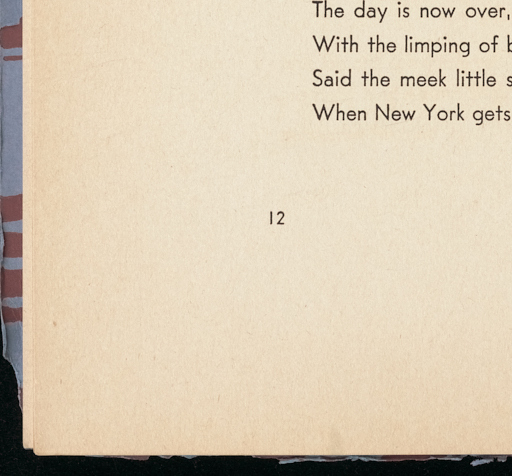 The day is now over,
With the limping of
Said the meek little
When New York gets
12